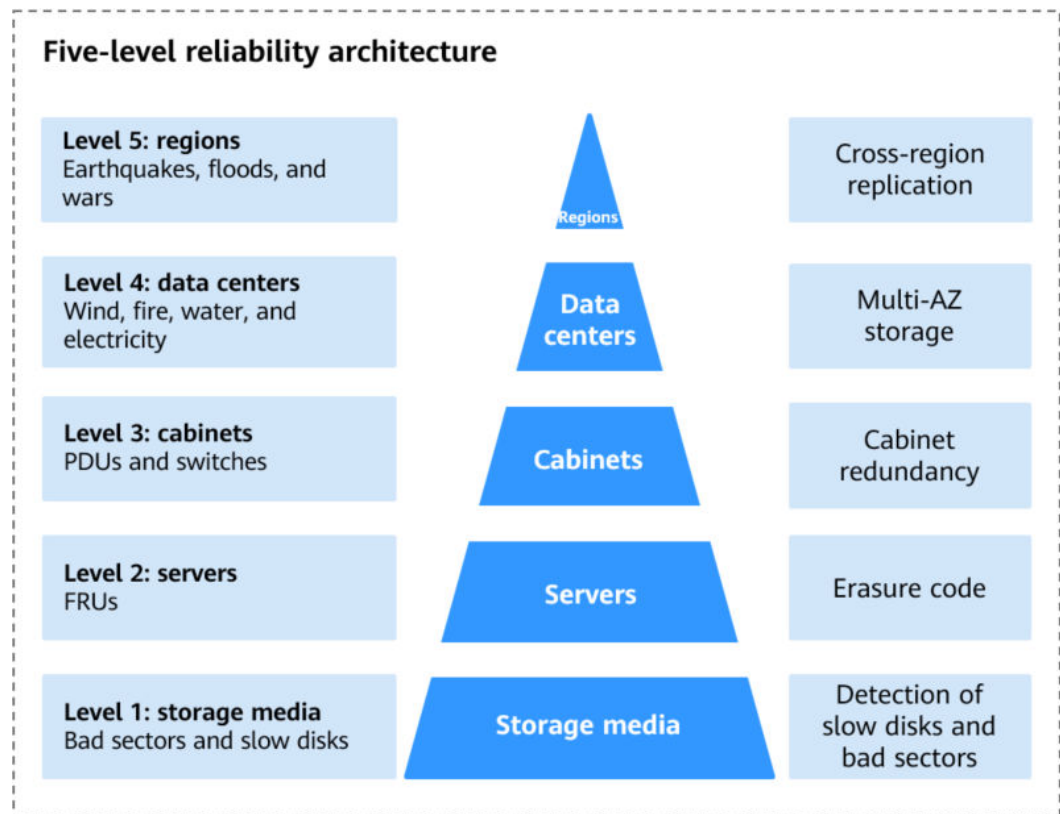 Five-level reliability architecture
Level 5: regions
Earthquakes, floods, and
wars
Regions
Cross-region
replication
Level 4: data centers
Wind, fire, water, and
electricity
Data
centers
Multi-AZ
storage
Level 3: cabinets
PDUs and switches
Cabinets
Cabinet
redundancy
Level 2: servers
FRUs
Servers
Erasure code
Level 1: storage media
Bad sectors and slow disks
Storage media
Detection of
slow disks and
bad sectors